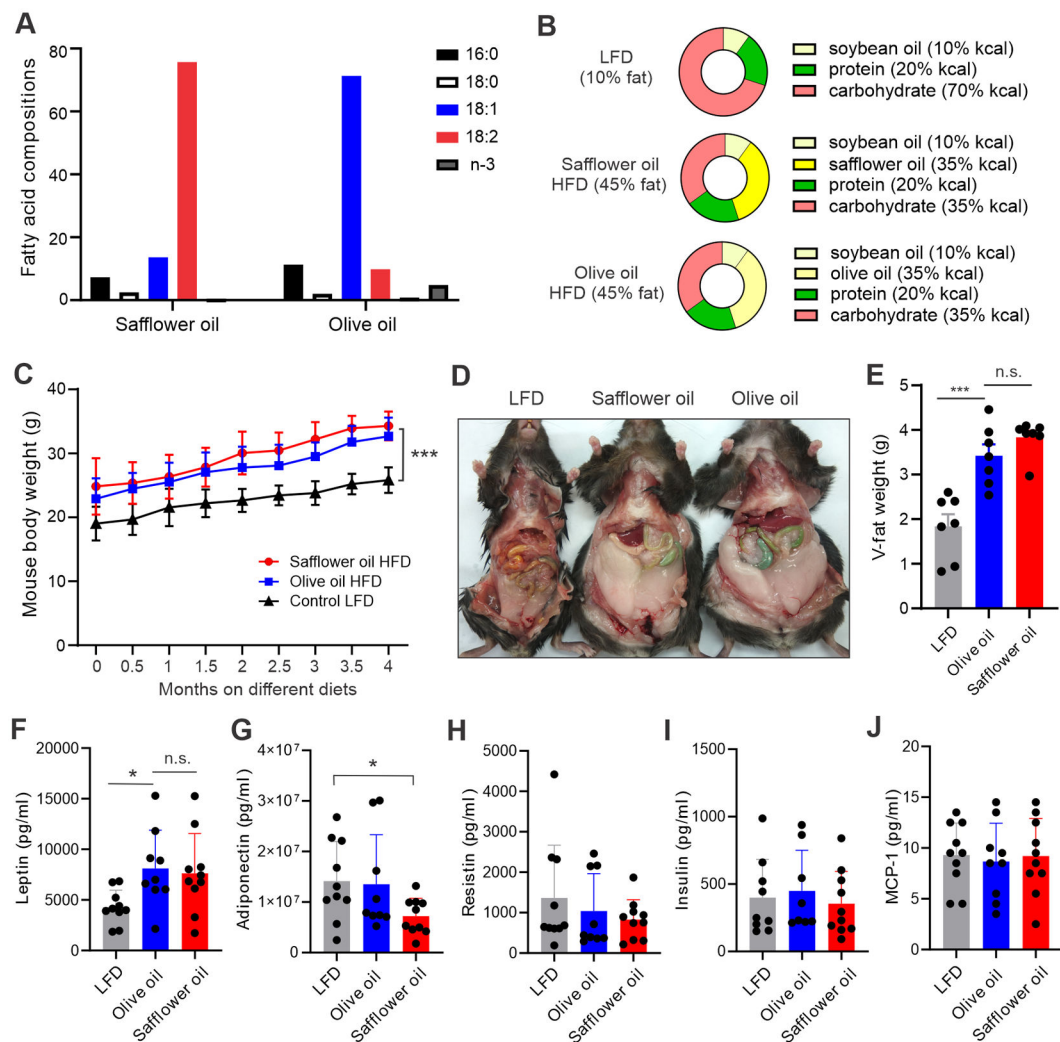 A
Fatty acid compositions
80
60
40
20
0
Safflower oil
Olive oil
16:0
18:0
18:1
18:2
n-3
B
LFD
(10% fat)
soybean oil (10% kcal)
protein (20% kcal)
carbohydrate (70% kcal)
Safflower oil
HFD (45% fat)
soybean oil (10% kcal)
safflower oil (35% kcal)
protein (20% kcal)
carbohydrate (35% kcal)
Olive oil
HFD (45% fat)
soybean oil (10% kcal)
olive oil (35% kcal)
protein (20% kcal)
carbohydrate (35% kcal)
C
Mouse body weight (g)
40
30
20
10
0
***
Safflower oil HFD
Olive oil HFD
Control LFD
0 0.5 1 1.5 2 2.5 3 3.5 4
Months on different diets
D
LFD Safflower oil Olive oil
E
V-fat weight (g)
5
4
3
2
1
0
***
n.s.
LFD
Olive oil
Safflower oil
F
Leptin (pg/ml)
20000
15000
10000
5000
0
*
n.s.
LFD
Olive oil
Safflower oil
G
Adiponectin (pg/ml)
4×10⁷
3×10⁷
2×10⁷
1×10⁷
0
*
LFD
Olive oil
Safflower oil
H
Resistin (pg/ml)
5000
4000
3000
2000
1000
0
LFD
Olive oil
Safflower oil
I
Insulin (pg/ml)
1500
1000
500
0
LFD
Olive oil
Safflower oil
J
MCP-1 (pg/ml)
20
15
10
5
0
LFD
Olive oil
Safflower oil